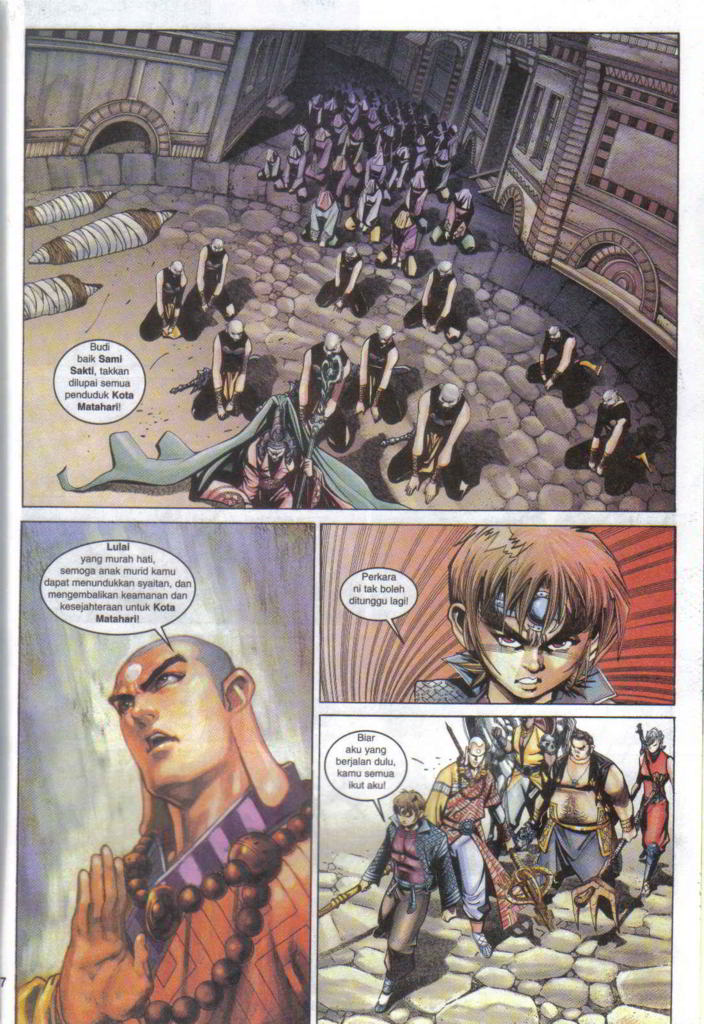 Budi
baik Sami
Sakti, takkan
dilupai semua
penduduk Kota
Matahari!
Lulai
yang murah hati,
semoga anak murid kamu
dapat menundukkan syaitan, dan
mengembalikan keamanan dan
kesejahteraan untuk Kota
Matahari!
Perkara
ni tak boleh
ditunggu lagi!
Biar
aku yang
berjalan dulu,
kamu semua
ikut aku!
7